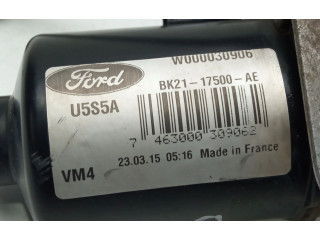 W000030906
Ford
BK21-17500-AE
U5S5A
7 463000 309062
23.03.15 05:16 Made in France
VM4